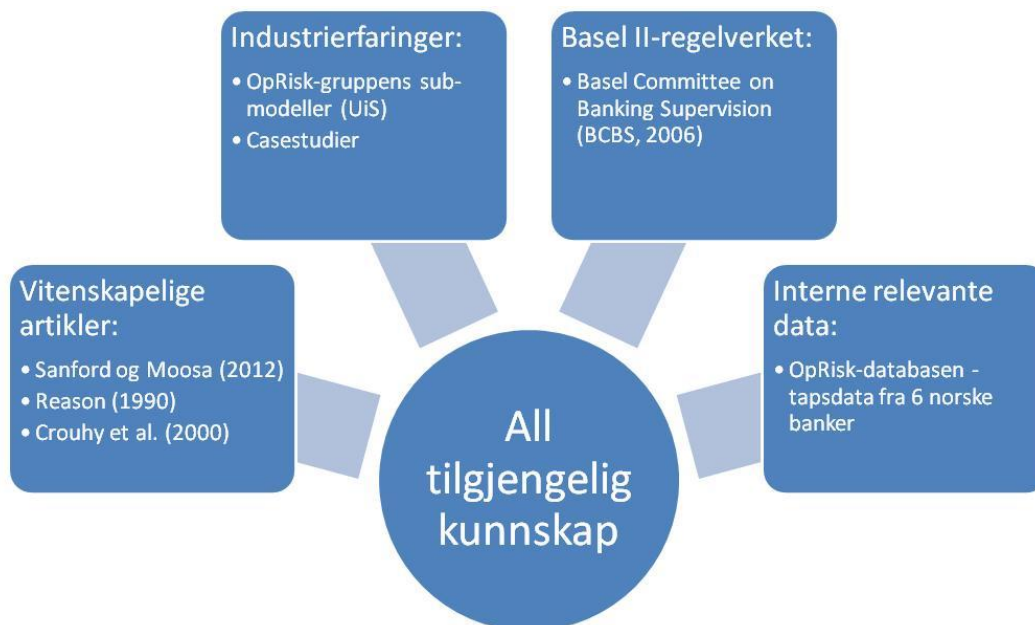 Industrierfaringer:
• OpRisk-gruppens sub-
modeller (UiS)
• Casestudier
Basel II-regelverket:
• Basel Committee on
Banking Supervision
(BCBS, 2006)
Vitenskapelige
artikler:
• Sanford og Moosa (2012)
• Reason (1990)
• Crouhy et al. (2000)
Interne relevante
data:
• OpRisk-databasen -
tapsdata fra 6 norske
banker
All
tilgjengelig
kunnskap